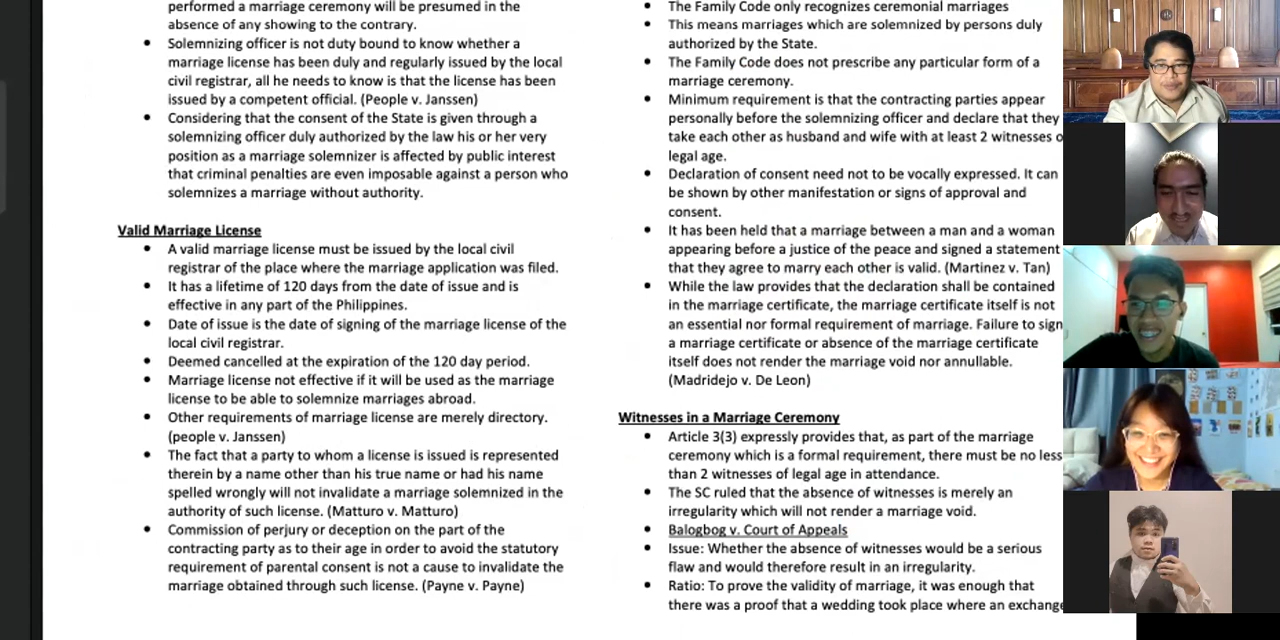 performed a marriage ceremony will be presumed in the
absence of any showing to the contrary.
• Solemnizing officer is not duty bound to know whether a
marriage license has been duly and regularly issued by the local
civil registrar, all he needs to know is that the license has been
issued by a competent official. (People v. Janssen)
• Considering that the consent of the State is given through a
solemnizing officer duly authorized by the law his or her very
position as a marriage solemnizer is affected by public interest
that criminal penalties are even imposable against a person who
solemnizes a marriage without authority.
Valid Marriage License
• A valid marriage license must be issued by the local civil
registrar of the place where the marriage application was filed.
• It has a lifetime of 120 days from the date of issue and is
effective in any part of the Philippines.
• Date of issue is the date of signing of the marriage license of the
local civil registrar.
• Deemed cancelled at the expiration of the 120 day period.
• Marriage license not effective if it will be used as the marriage
license to be able to solemnize marriages abroad.
• Other requirements of marriage license are merely directory.
(people v. Janssen)
• The fact that a party to whom a license is issued is represented
therein by a name other than his true name or had his name
spelled wrongly will not invalidate a marriage solemnized in the
authority of such license. (Matturo v. Matturo)
• Commission of perjury or deception on the part of the
contracting party as to their age in order to avoid the statutory
requirement of parental consent is not a cause to invalidate the
marriage obtained through such license. (Payne v. Payne)
• The Family Code only recognizes ceremonial marriages
• This means marriages which are solemnized by persons duly
authorized by the State.
• The Family Code does not prescribe any particular form of a
marriage ceremony.
• Minimum requirement is that the contracting parties appear
personally before the solemnizing officer and declare that they
take each other as husband and wife with at least 2 witnesses o
legal age.
• Declaration of consent need not to be vocally expressed. It can
be shown by other manifestation or signs of approval and
consent.
• It has been held that a marriage between a man and a woman
appearing before a justice of the peace and signed a statement
that they agree to marry each other is valid. (Martinez v. Tan)
• While the law provides that the declaration shall be contained
in the marriage certificate, the marriage certificate itself is not
an essential nor formal requirement of marriage. Failure to sign
a marriage certificate or absence of the marriage certificate
itself does not render the marriage void nor annullable.
(Madridejo v. De Leon)
Witnesses in a Marriage Ceremony
• Article 3(3) expressly provides that, as part of the marriage
ceremony which is a formal requirement, there must be no less
than 2 witnesses of legal age in attendance.
• The SC ruled that the absence of witnesses is merely an
irregularity which will not render a marriage void.
• Balogbog v. Court of Appeals
• Issue: Whether the absence of witnesses would be a serious
flaw and would therefore result in an irregularity.
• Ratio: To prove the validity of marriage, it was enough that
there was a proof that a wedding took place where an exchange